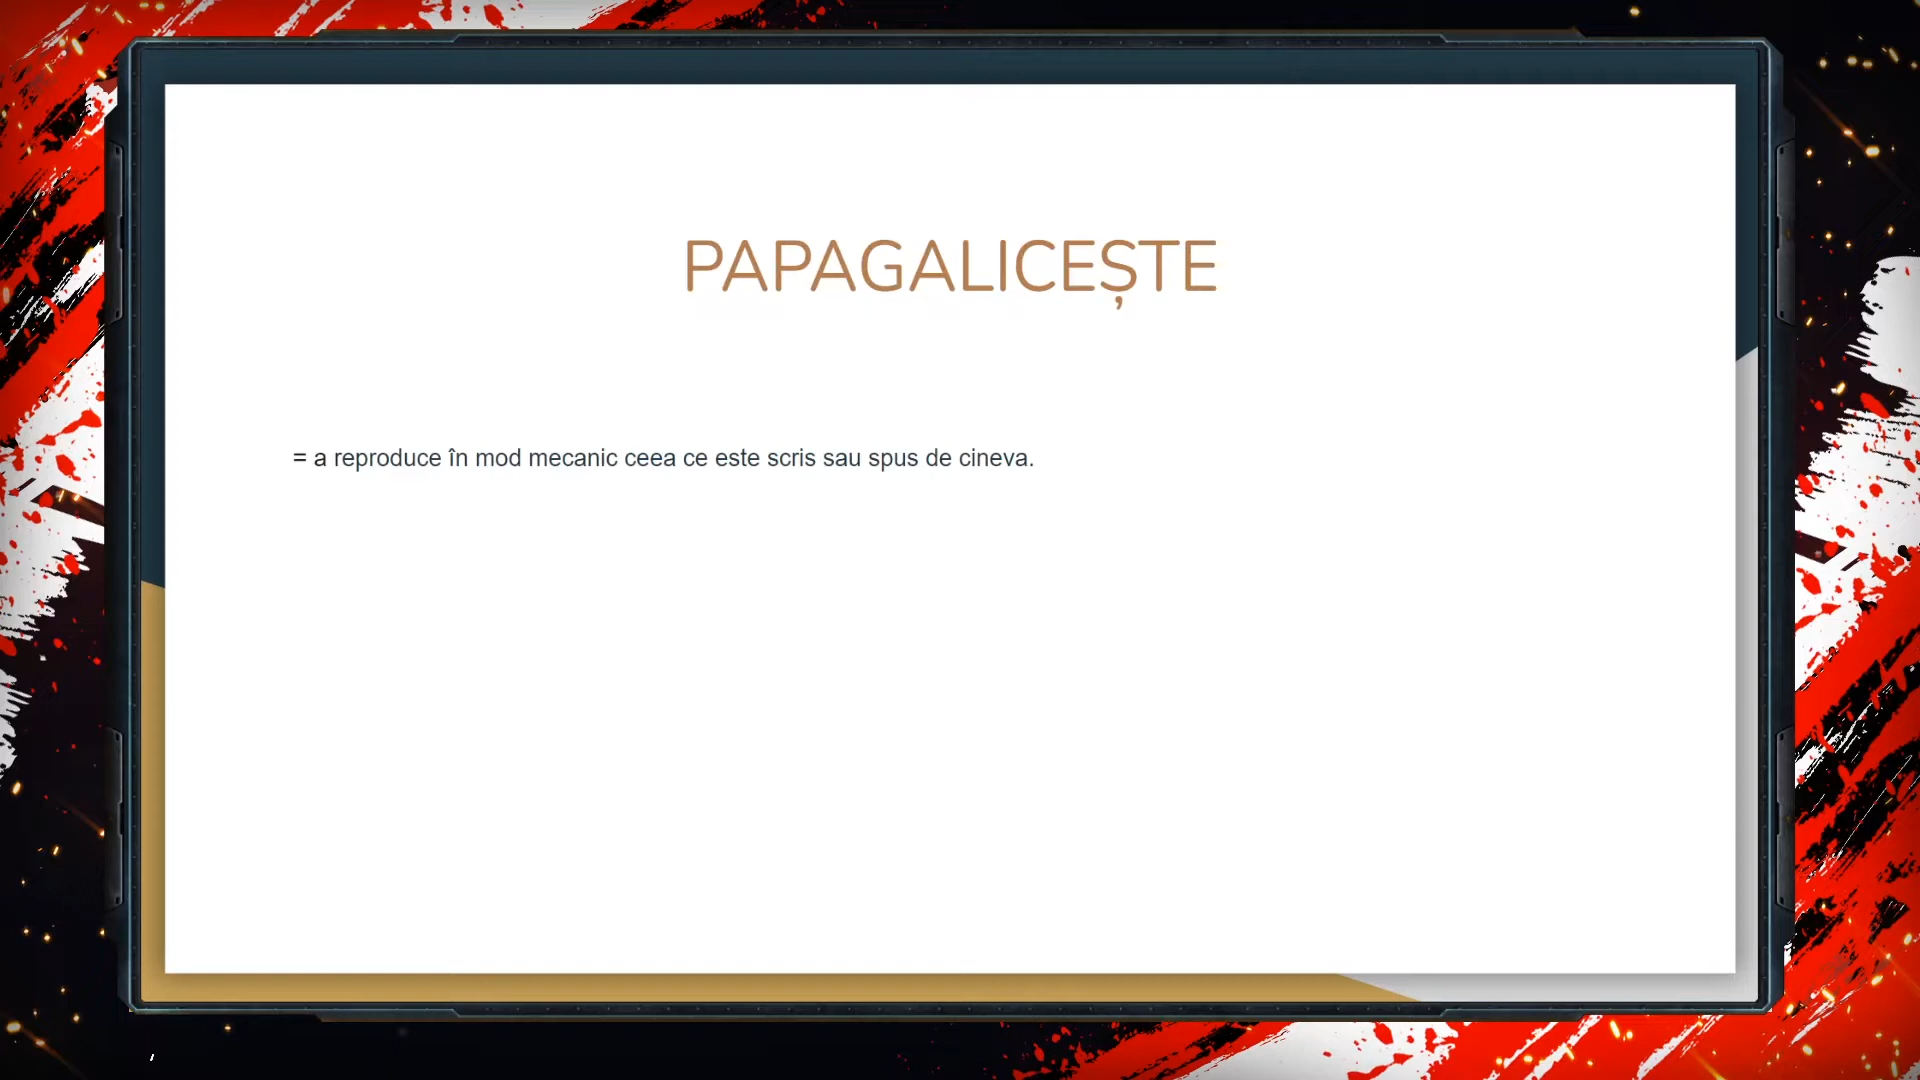 PAPAGALICEȘTE
= a reproduce în mod mecanic ceea ce este scris sau spus de cineva.